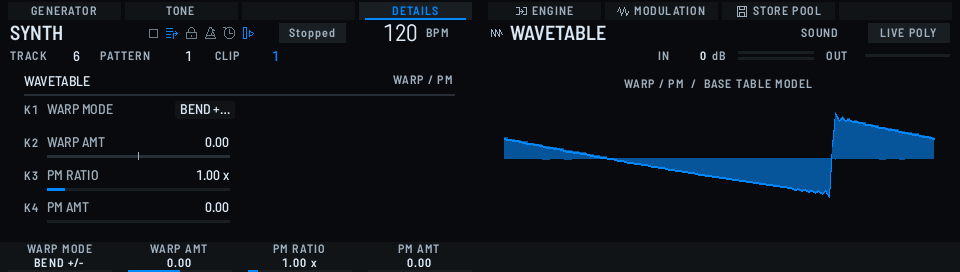 GENERATOR TONE DETAILS ENGINE MODULATION STORE POOL
SYNTH Stopped 120 BPM WAVETABLE SOUND LIVE POLY
TRACK 6 PATTERN 1 CLIP 1 IN 0 dB OUT
WAVETABLE WARP / PM WARP / PM / BASE TABLE MODEL
K1 WARP MODE BEND +...
K2 WARP AMT 0.00
K3 PM RATIO 1.00 x
K4 PM AMT 0.00
WARP MODE WARP AMT PM RATIO PM AMT
BEND +/- 0.00 1.00 x 0.00